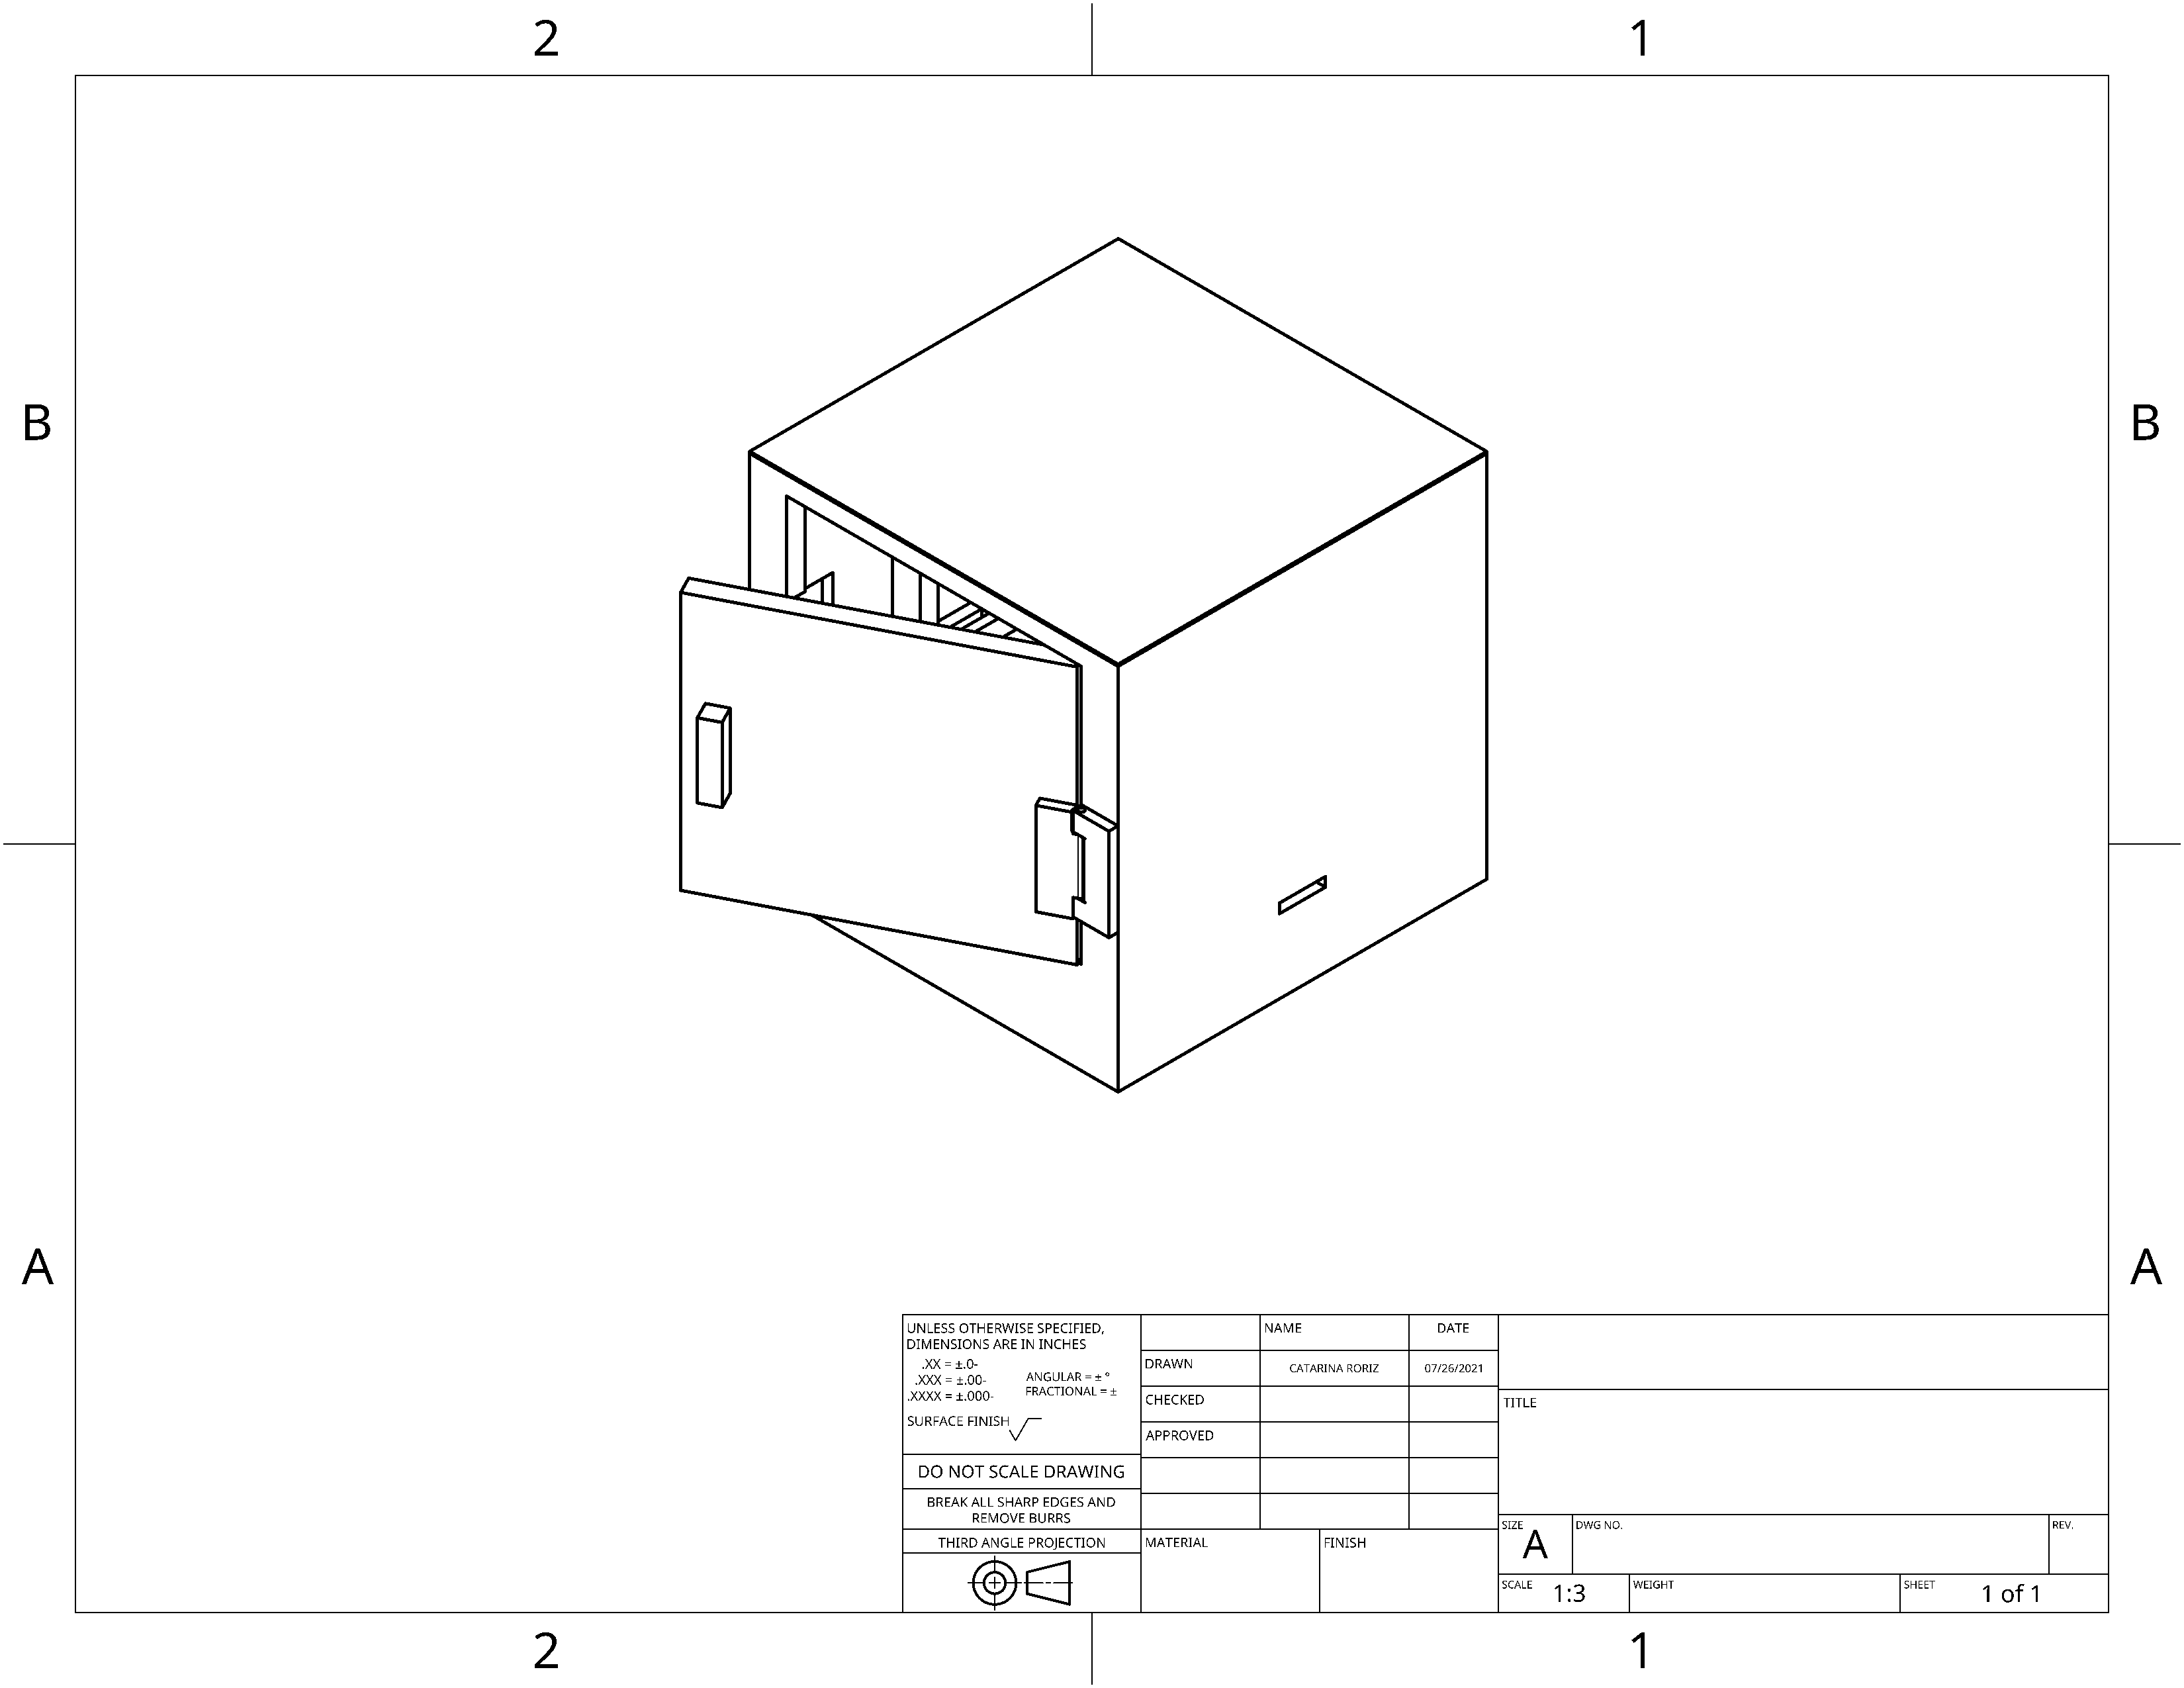 2 1
B B
A A
UNLESS OTHERWISE SPECIFIED,
DIMENSIONS ARE IN INCHES
.XX = ±.0-
.XXX = ±.00-
.XXXX = ±.000-
ANGULAR = ± °
FRACTIONAL = ±
SURFACE FINISH
DO NOT SCALE DRAWING
BREAK ALL SHARP EDGES AND
REMOVE BURRS
THIRD ANGLE PROJECTION
NAME DATE
DRAWN CATARINA RORIZ 07/26/2021
CHECKED
APPROVED
MATERIAL FINISH
TITLE
SIZE A DWG NO. REV.
SCALE 1:3 WEIGHT SHEET 1 of 1
2 1